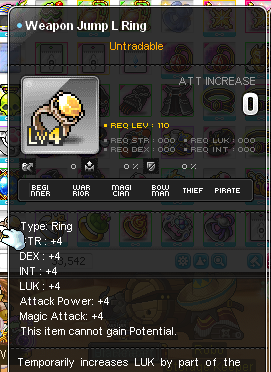 Weapon Jump L Ring
Untradable
ATT INCREASE
0
Lv4
REQ LEV : 110
REQ STR : 000 REQ LUK : 000
REQ DEX : 000 REQ INT : 000
0 0 0
BEGINNER WARRIOR MAGICIAN BOWMAN THIEF PIRATE
Type: Ring
STR : +4
DEX : +4
INT : +4
LUK : +4
Attack Power: +4
Magic Attack: +4
This item cannot gain Potential.
Temporarily increases LUK by part of the